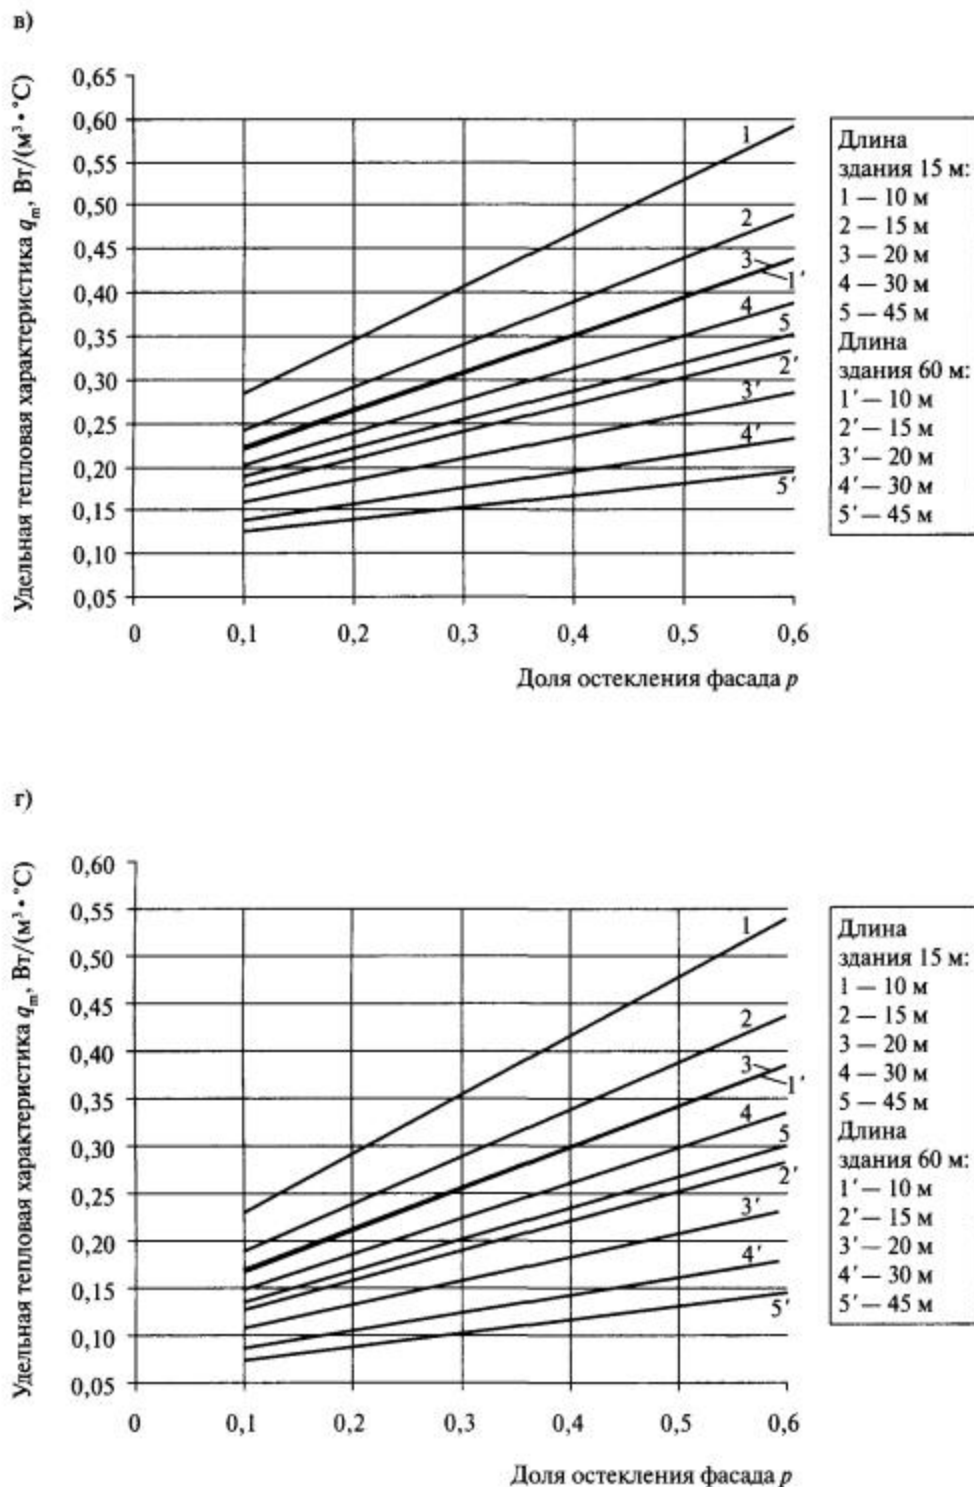 в)
Удельная тепловая характеристика qm, Вт/(м³•°С)
0,65
0,60
0,55
0,50
0,45
0,40
0,35
0,30
0,25
0,20
0,15
0,10
0,05
0 0,1 0,2 0,3 0,4 0,5 0,6
Доля остекления фасада p
1
2
3
1′
4
5
2′
3′
4′
5′
Длина
здания 15 м:
1 — 10 м
2 — 15 м
3 — 20 м
4 — 30 м
5 — 45 м
Длина
здания 60 м:
1′ — 10 м
2′ — 15 м
3′ — 20 м
4′ — 30 м
5′ — 45 м
г)
Удельная тепловая характеристика qm, Вт/(м³•°С)
0,60
0,55
0,50
0,45
0,40
0,35
0,30
0,25
0,20
0,15
0,10
0,05
0 0,1 0,2 0,3 0,4 0,5 0,6
Доля остекления фасада p
1
2
3
1′
4
5
2′
3′
4′
5′
Длина
здания 15 м:
1 — 10 м
2 — 15 м
3 — 20 м
4 — 30 м
5 — 45 м
Длина
здания 60 м:
1′ — 10 м
2′ — 15 м
3′ — 20 м
4′ — 30 м
5′ — 45 м